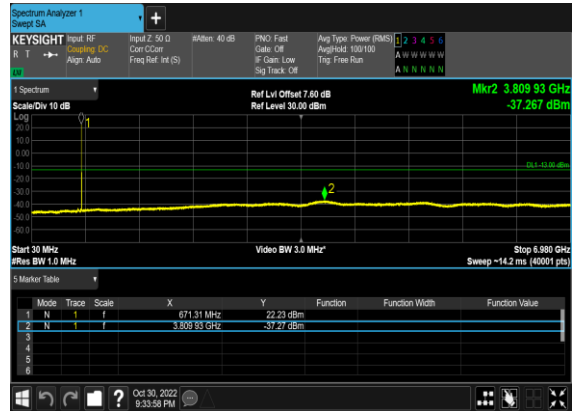 Spectrum Analyzer 1
Swept SA
+
KEYSIGHT Input: RF Input Z: 50 Ω #Atten: 40 dB PNO: Fast Avg Type: Power (RMS) 1 2 3 4 5 6
R T Coupling: DC Corr CCorr Gate: Off Avg|Hold: 100/100 A W W W W W
Align: Auto Freq Ref: Int (S) IF Gain: Low Trig: Free Run
LW Sig Track: Off A N N N N N
1 Spectrum Ref Lvl Offset 7.60 dB Mkr2 3.809 93 GHz
Scale/Div 10 dB Ref Level 30.00 dBm -37.267 dBm
Log
20.0 1
10.0
0.00
-10.0 DL1 -13.00 dBm
-20.0
-30.0 2
-40.0
-50.0
-60.0
Start 30 MHz Video BW 3.0 MHz* Stop 6.980 GHz
#Res BW 1.0 MHz Sweep ~14.2 ms (40001 pts)
5 Marker Table
Mode Trace Scale X Y Function Function Width Function Value
1 N 1 f 671.31 MHz 22.23 dBm
2 N 1 f 3.809 93 GHz -37.27 dBm
3
4
5
6
? Oct 30, 2022
9:33:58 PM